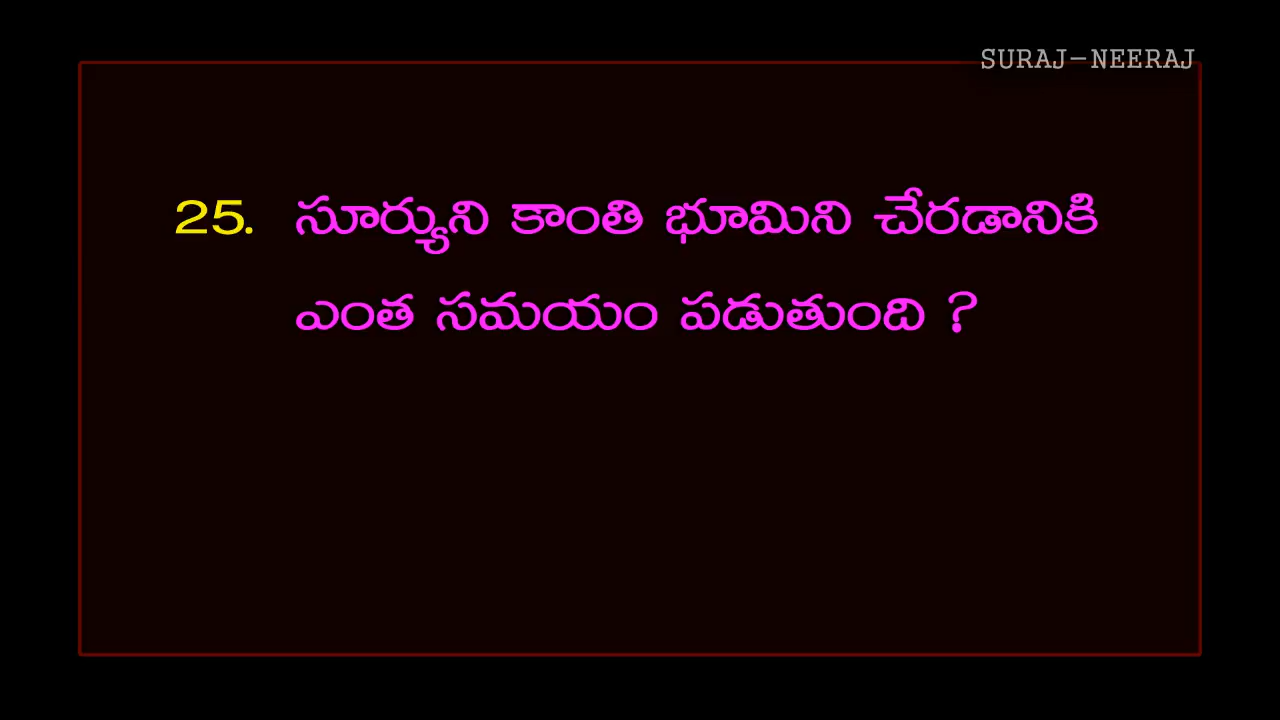 SURAJ-NEERAJ
25. సూర్యుని కాంతి భూమిని చేరడానికి
ఎంత సమయం పడుతుంది ?